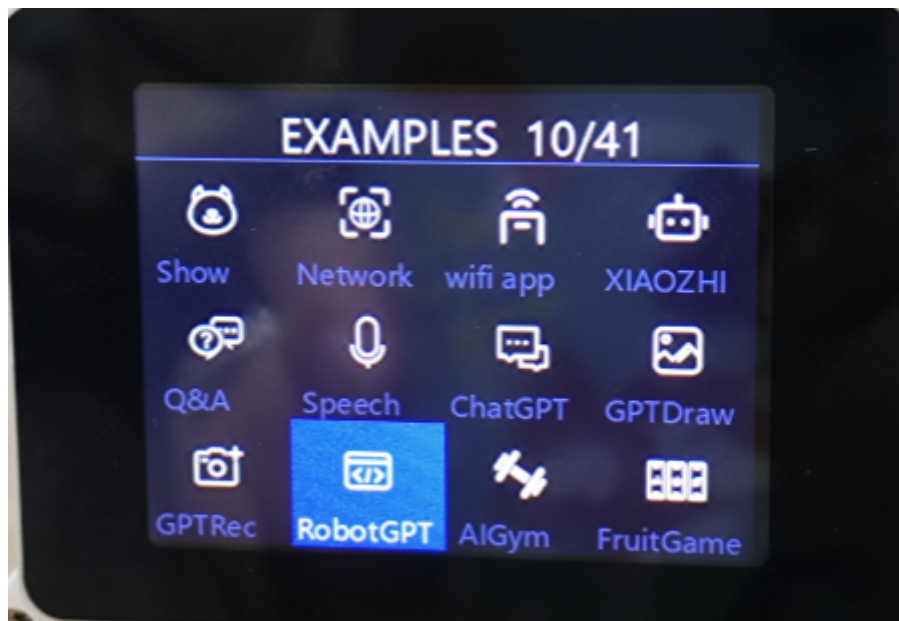 EXAMPLES 10/41
Show Network wifi app XIAOZHI
Q&A Speech ChatGPT GPTDraw
GPTRec RobotGPT AIGym FruitGame